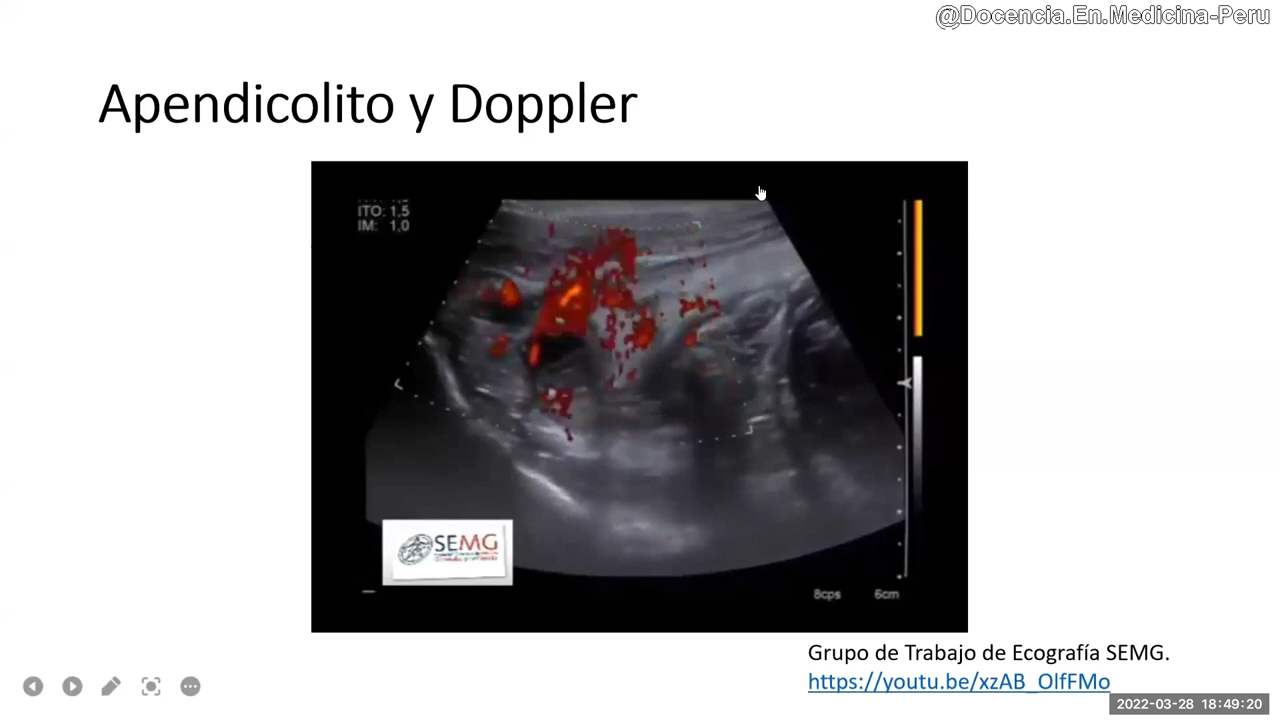 @Docencia.En.Medicina-Peru
Apendicolito y Doppler
ITO: 1,5
IM: 1,0
SEMG
8cps 6cm
Grupo de Trabajo de Ecografía SEMG.
https://youtu.be/xzAB_OlfFMo
2022-03-28 18:49:20